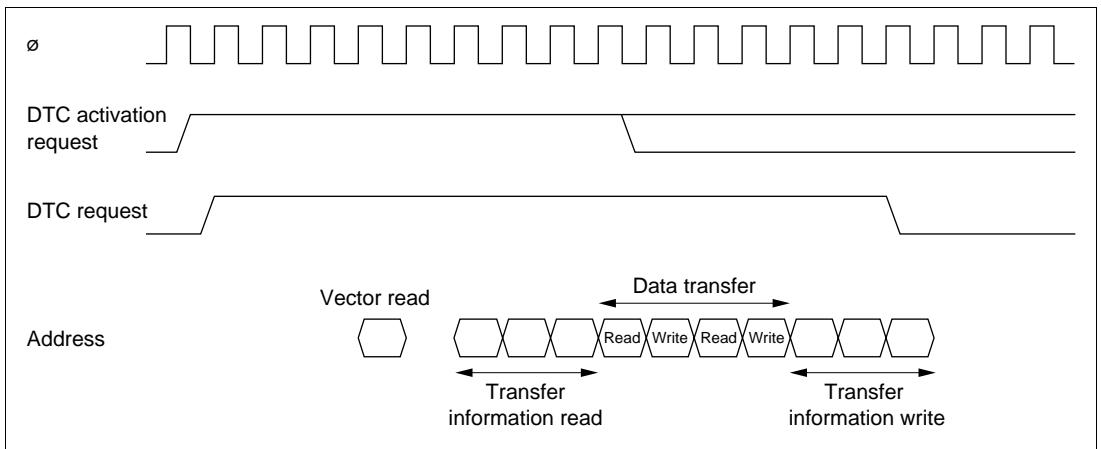 ø
DTC activation
request
DTC request
Data transfer
Vector read
Address
Read Write Read Write
Transfer
information read
Transfer
information write